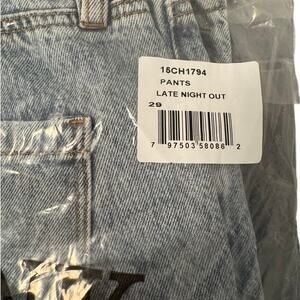 15CH1794
PANTS
LATE NIGHT OUT
29
7 97503 58086 2